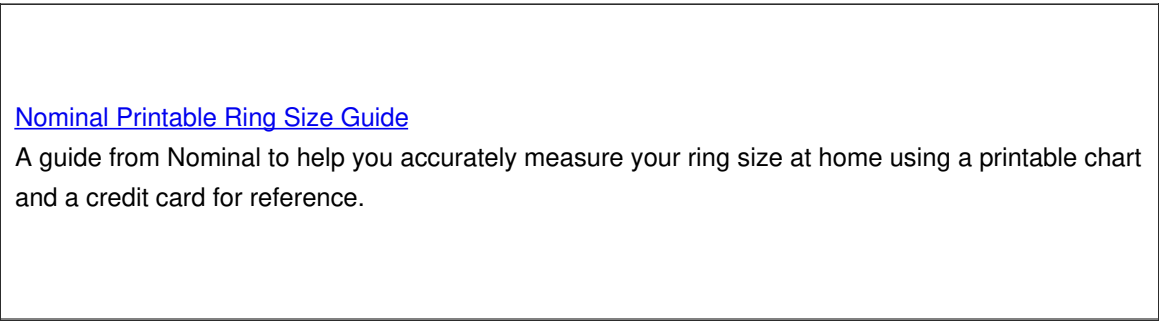 Nominal Printable Ring Size Guide
A guide from Nominal to help you accurately measure your ring size at home using a printable chart
and a credit card for reference.